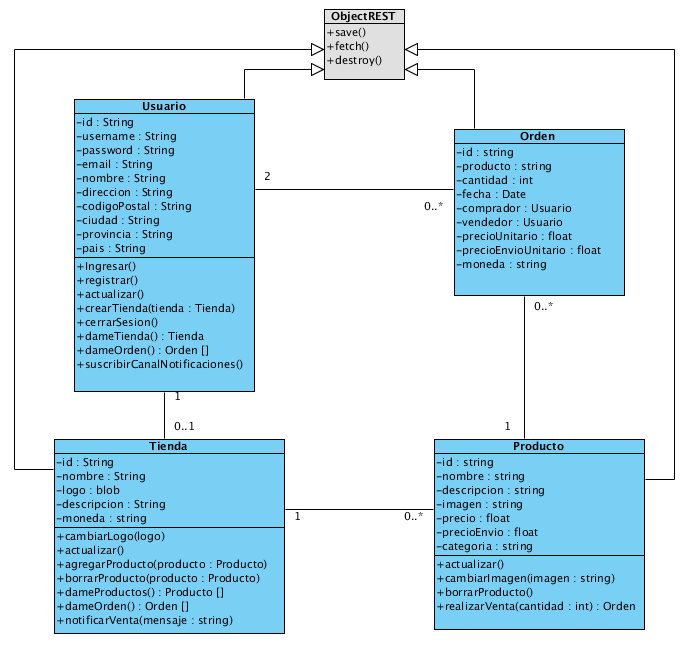 ObjectREST
+save()
+fetch()
+destroy()
Usuario
-id : String
-username : String
-password : String
-email : String
-nombre : String
-direccion : String
-codigoPostal : String
-ciudad : String
-provincia : String
-pais : String
+Ingresar()
+registrar()
+actualizar()
+crearTienda(tienda : Tienda)
+cerrarSesion()
+dameTienda() : Tienda
+dameOrden() : Orden []
+suscribirCanalNotificaciones()
2
0..*
Orden
-id : string
-producto : string
-cantidad : int
-fecha : Date
-comprador : Usuario
-vendedor : Usuario
-precioUnitario : float
-precioEnvioUnitario : float
-moneda : string
0..*
1
1
0..1
Tienda
-id : String
-nombre : String
-logo : blob
-descripcion : String
-moneda : string
+cambiarLogo(logo)
+actualizar()
+agregarProducto(producto : Producto)
+borrarProducto(producto : Producto)
+dameProductos() : Producto []
+dameOrden() : Orden []
+notificarVenta(mensaje : string)
1
0..*
Producto
-id : string
-nombre : string
-descripcion : string
-imagen : string
-precio : float
-precioEnvio : float
-categoria : string
+actualizar()
+cambiarImagen(imagen : string)
+borrarProducto()
+realizarVenta(cantidad : int) : Orden